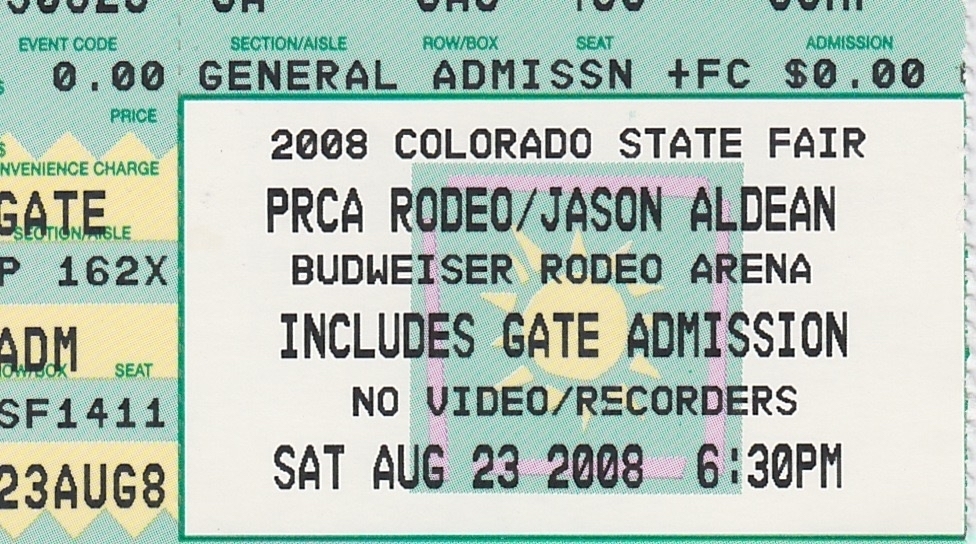 EVENT CODE SECTION/AISLE ROW/BOX SEAT ADMISSION
0.00 GENERAL ADMISSN +FC $0.00
PRICE
2008 COLORADO STATE FAIR
NVENIENCE CHARGE
GATE
PRCA RODEO/JASON ALDEAN
SECTION/AISLE
P 162X
BUDWEISER RODEO ARENA
INCLUDES GATE ADMISSION
ADM
OW/BOX SEAT
SF1411
NO VIDEO/RECORDERS
23AUG8
SAT AUG 23 2008 6:30PM